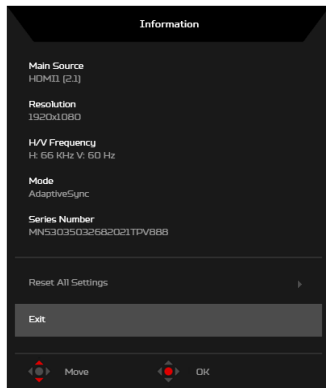 Information
Main Source
HDMI1 (2.1)
Resolution
1920x1080
H/V Frequency
H: 66 KHz V: 60 Hz
Mode
AdaptiveSync
Series Number
MN53035032682021TPV888
Reset All Settings
Exit
Move OK